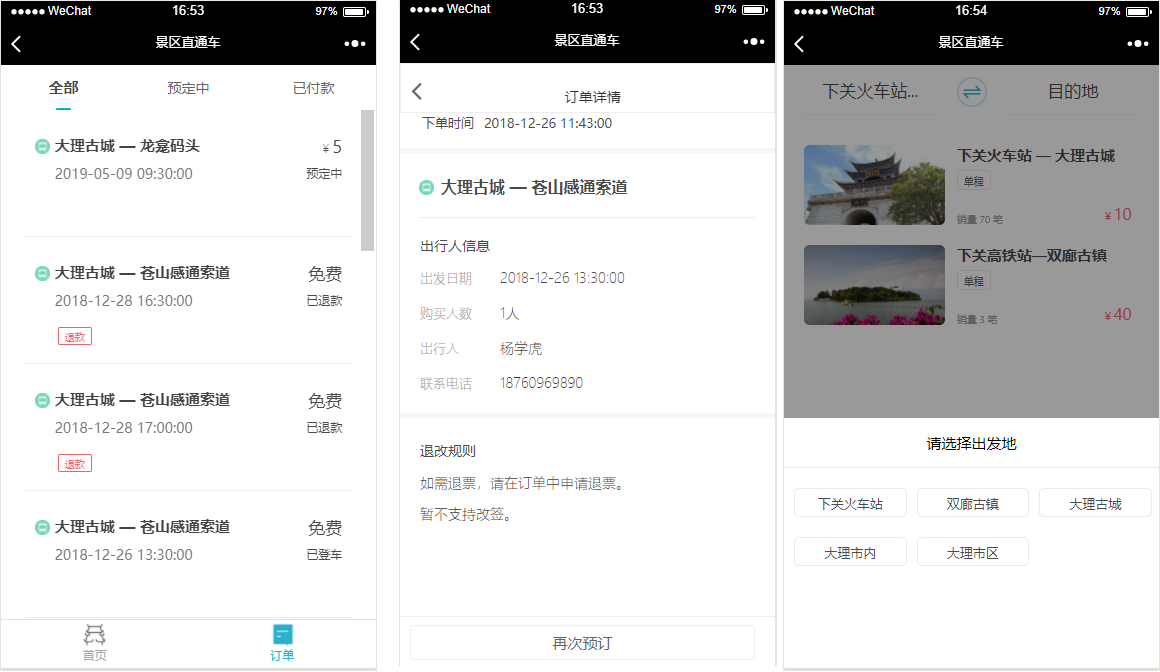 WeChat 16:53 97%
景区直通车
全部 预定中 已付款
大理古城 — 龙龛码头 ¥5
2019-05-09 09:30:00 预定中
大理古城 — 苍山感通索道 免费
2018-12-28 16:30:00 已退款
退款
大理古城 — 苍山感通索道 免费
2018-12-28 17:00:00 已退款
退款
大理古城 — 苍山感通索道 免费
2018-12-26 13:30:00 已登车
首页 订单
WeChat 16:53 97%
景区直通车
订单详情
下单时间 2018-12-26 11:43:00
大理古城 — 苍山感通索道
出行人信息
出发日期 2018-12-26 13:30:00
购买人数 1人
出行人 杨学虎
联系电话 18760969890
退改规则
如需退票，请在订单中申请退票。
暂不支持改签。
再次预订
WeChat 16:54 97%
景区直通车
下关火车站... 目的地
下关火车站 — 大理古城
单程
销量 70 笔 ¥10
下关高铁站—双廊古镇
单程
销量 3 笔 ¥40
请选择出发地
下关火车站 双廊古镇 大理古城
大理市内 大理市区